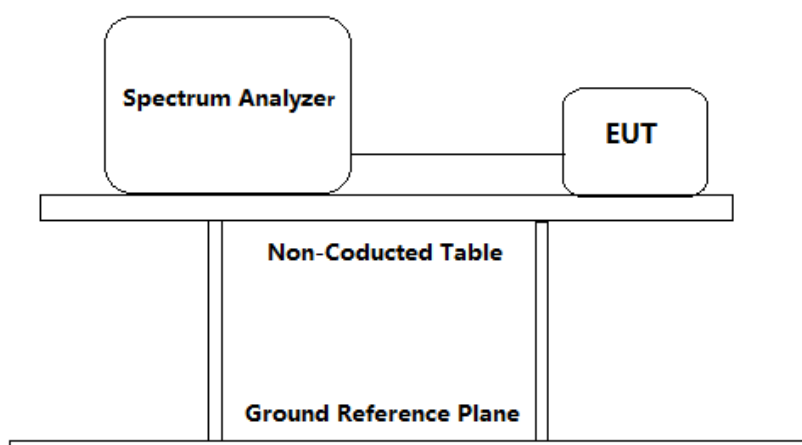 Spectrum Analyzer
EUT
Non-Coducted Table
Ground Reference Plane